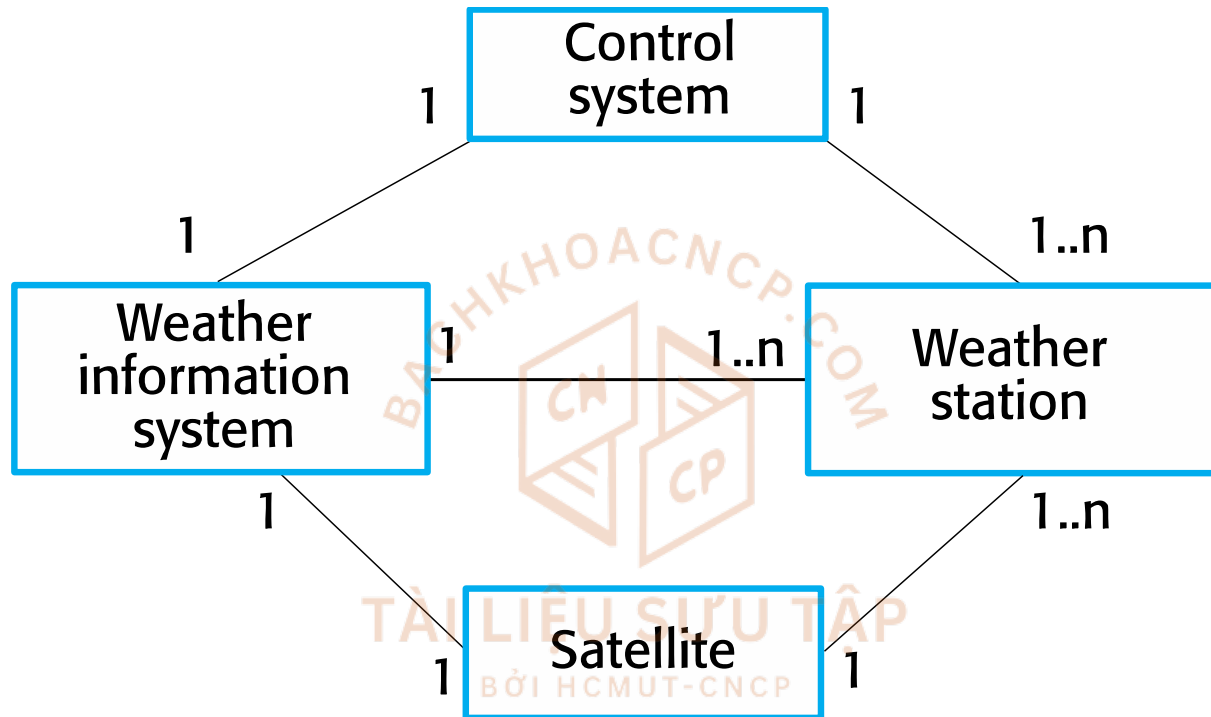 Control
system
1
1
1
1..n
BACHKHOACNCP.COM
Weather
information
system
1
1..n
Weather
station
CN
CP
1
1..n
TÀI LIỆU SƯU TẬP
Satellite
1
1
BỞI HCMUT-CNCP